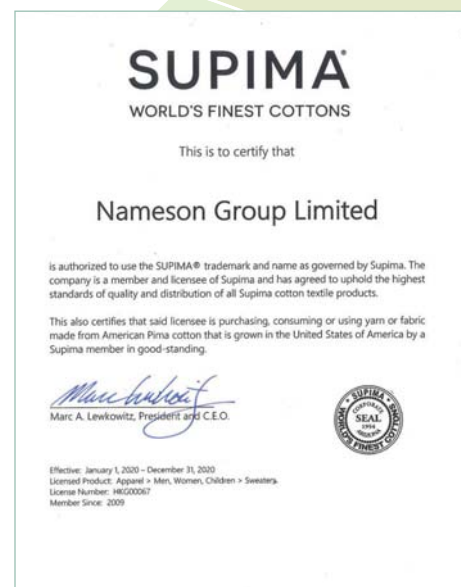 SUPIMA®
WORLD'S FINEST COTTONS
This is to certify that
Nameson Group Limited
is authorized to use the SUPIMA® trademark and name as governed by Supima. The
company is a member and licensee of Supima and has agreed to uphold the highest
standards of quality and distribution of all Supima cotton textile products.
This also certifies that said licensee is purchasing, consuming or using yarn or fabric
made from American Pima cotton that is grown in the United States of America by a
Supima member in good-standing.
Marc A. Lewkowitz, President and C.E.O.
SUPIMA
CORPORATE
SEAL
1954
ARIZONA
WORLD'S FINEST COTTONS
Effective: January 1, 2020 – December 31, 2020
Licensed Product: Apparel > Men, Women, Children > Sweaters
License Number: HKG00067
Member Since: 2009